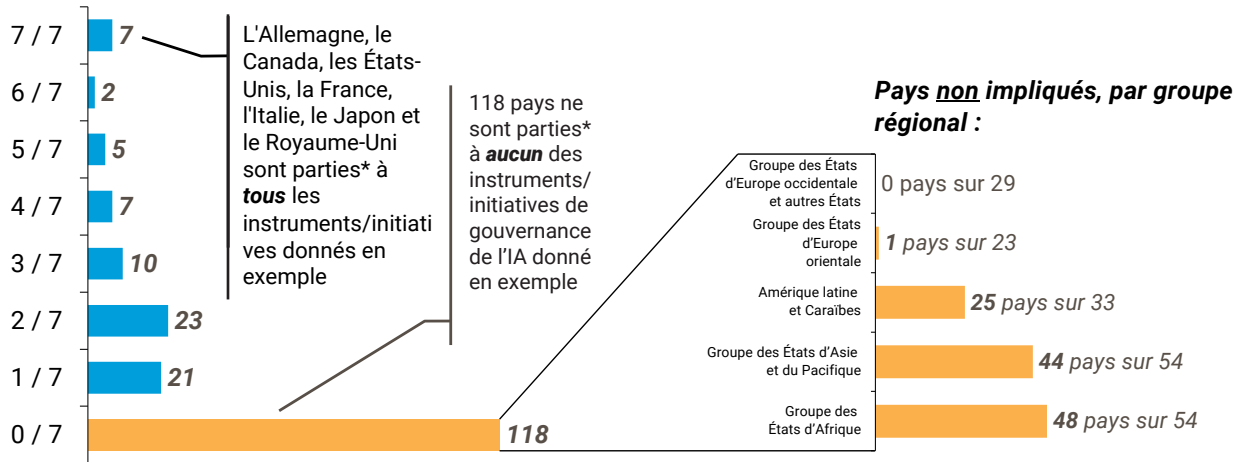 7 / 7
7
6 / 7
2
5 / 7
5
4 / 7
7
3 / 7
10
2 / 7
23
1 / 7
21
0 / 7
118
L'Allemagne, le
Canada, les États-
Unis, la France,
l'Italie, le Japon et
le Royaume-Uni
sont parties* à
tous les
instruments/initiati
ves donnés en
exemple
118 pays ne
sont parties*
à aucun des
instruments/
initiatives de
gouvernance
de l’IA donné
en exemple
Pays non impliqués, par groupe
régional :
Groupe des États
d’Europe occidentale
et autres États
0 pays sur 29
Groupe des États
d’Europe
orientale
1 pays sur 23
Amérique latine
et Caraïbes
25 pays sur 33
Groupe des États d’Asie
et du Pacifique
44 pays sur 54
Groupe des
États d’Afrique
48 pays sur 54